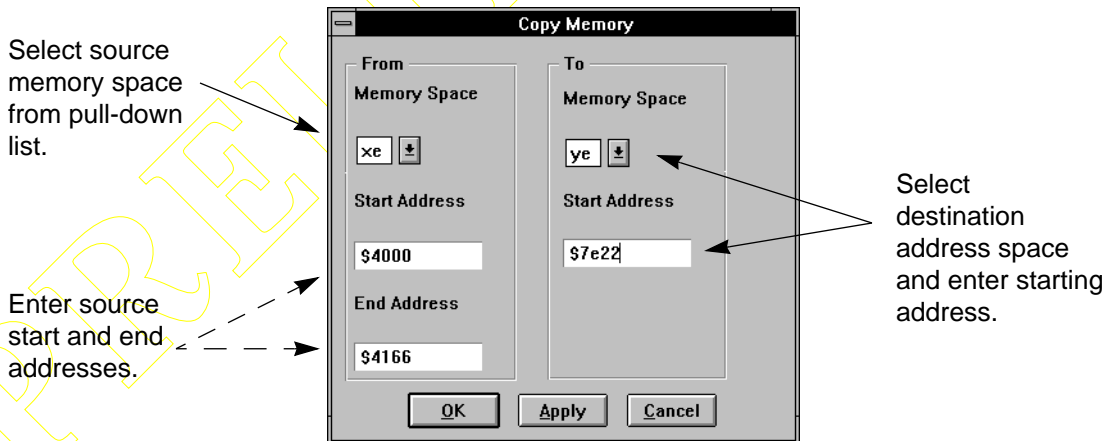 Copy Memory
Select source
memory space
from pull-down
list.
From
Memory Space
xe
Start Address
$4000
End Address
$4166
To
Memory Space
ye
Start Address
$7e22
Select
destination
address space
and enter starting
address.
Enter source
start and end
addresses.
OK
Apply
Cancel